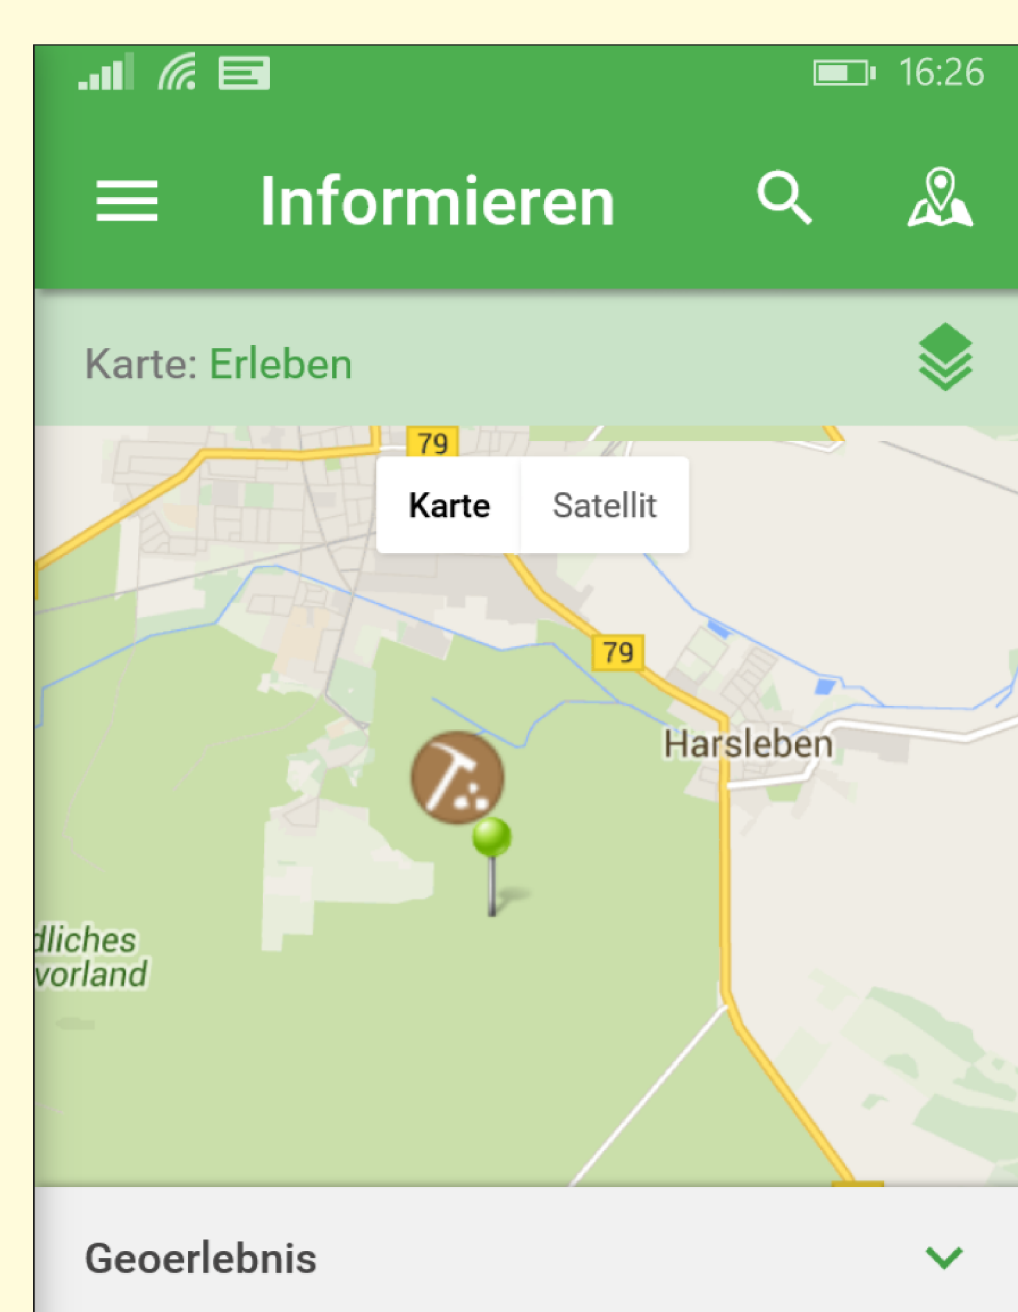 16:26
Informieren
Karte: Erleben
79
Karte Satellit
79
Harsleben
dliches
vorland
Geoerlebnis